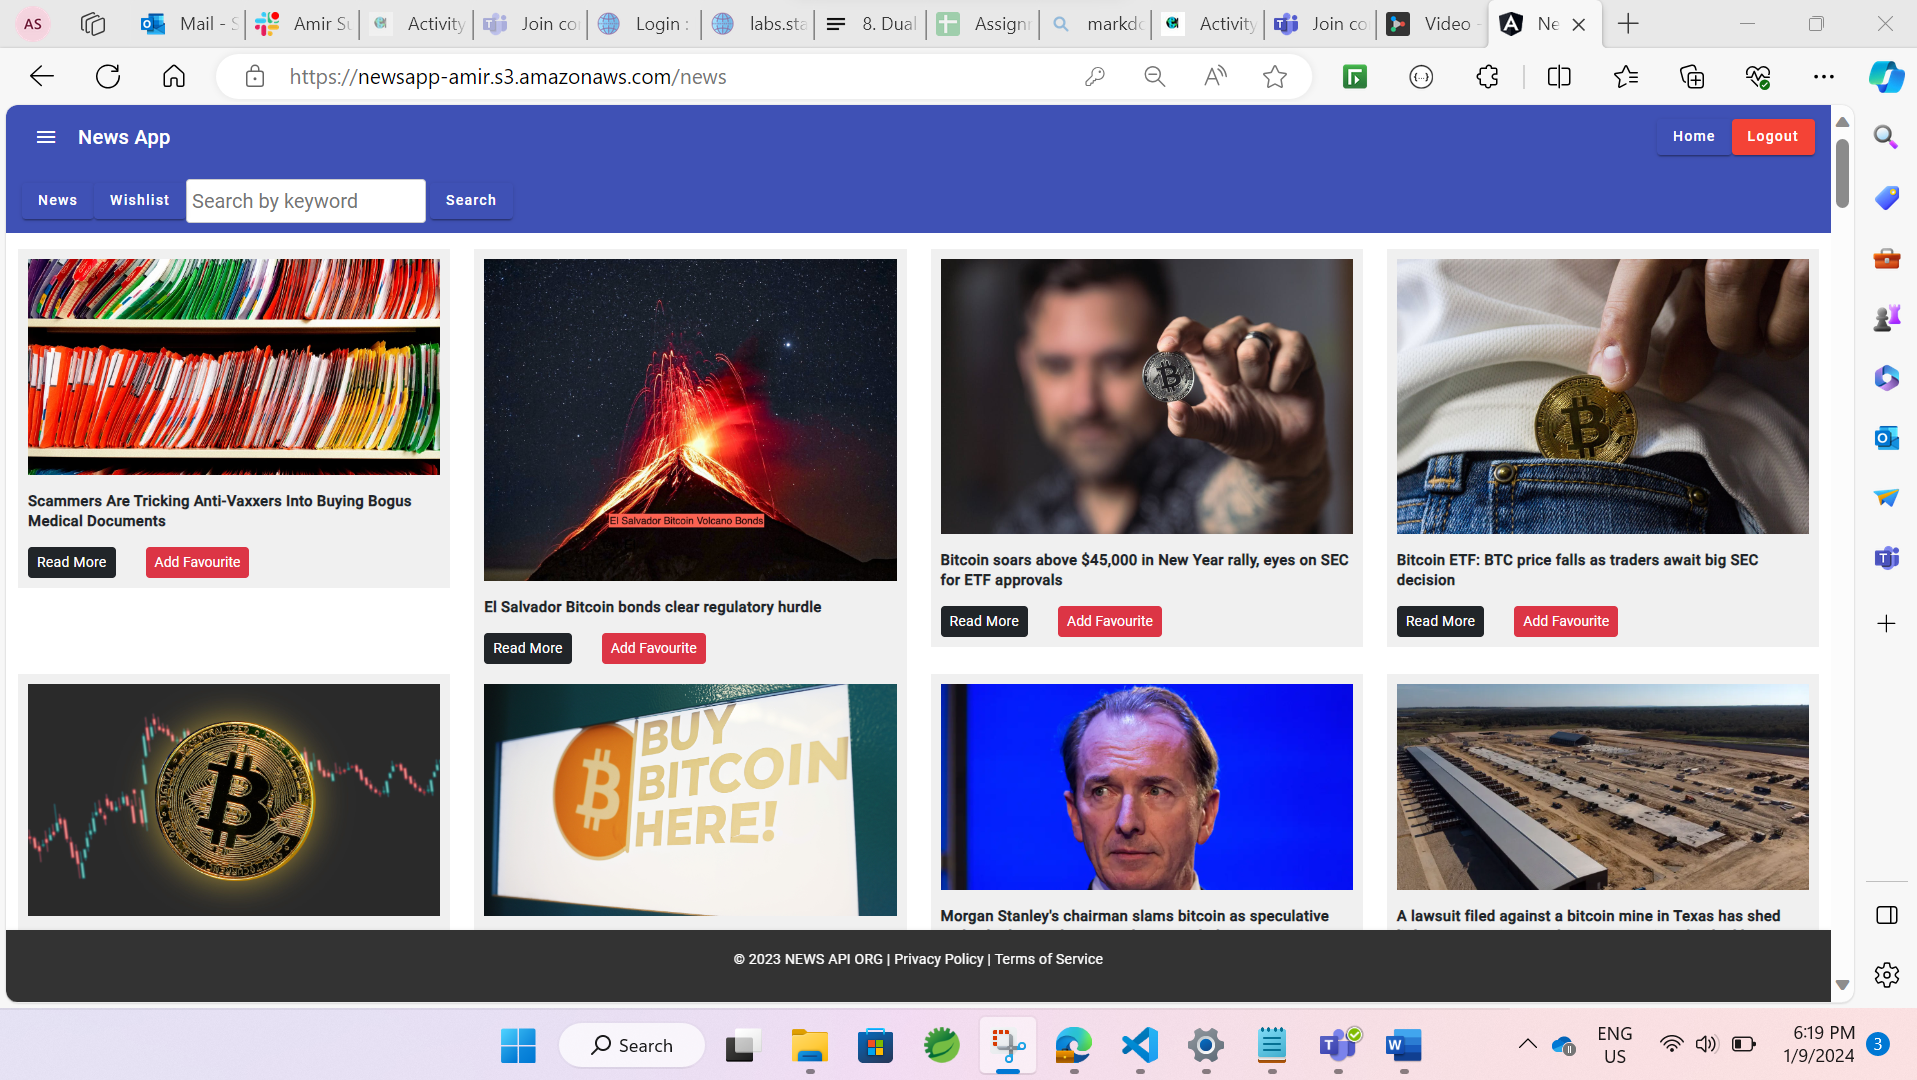 AS
Mail - S
Amir Su
Activity
Join co
Login :
labs.sta
8. Dual
Assignm
markdo
Activity
Join co
Video -
Ne
https://newsapp-amir.s3.amazonaws.com/news
News App
Home
Logout
News
Wishlist
Search by keyword
Search
Scammers Are Tricking Anti-Vaxxers Into Buying Bogus
Medical Documents
Read More
Add Favourite
El Salvador Bitcoin Volcano Bonds
El Salvador Bitcoin bonds clear regulatory hurdle
Read More
Add Favourite
Bitcoin soars above $45,000 in New Year rally, eyes on SEC
for ETF approvals
Read More
Add Favourite
Bitcoin ETF: BTC price falls as traders await big SEC
decision
Read More
Add Favourite
BUY
BITCOIN
HERE!
Morgan Stanley's chairman slams bitcoin as speculative
A lawsuit filed against a bitcoin mine in Texas has shed
© 2023 NEWS API ORG | Privacy Policy | Terms of Service
Search
ENG
US
6:19 PM
1/9/2024
3